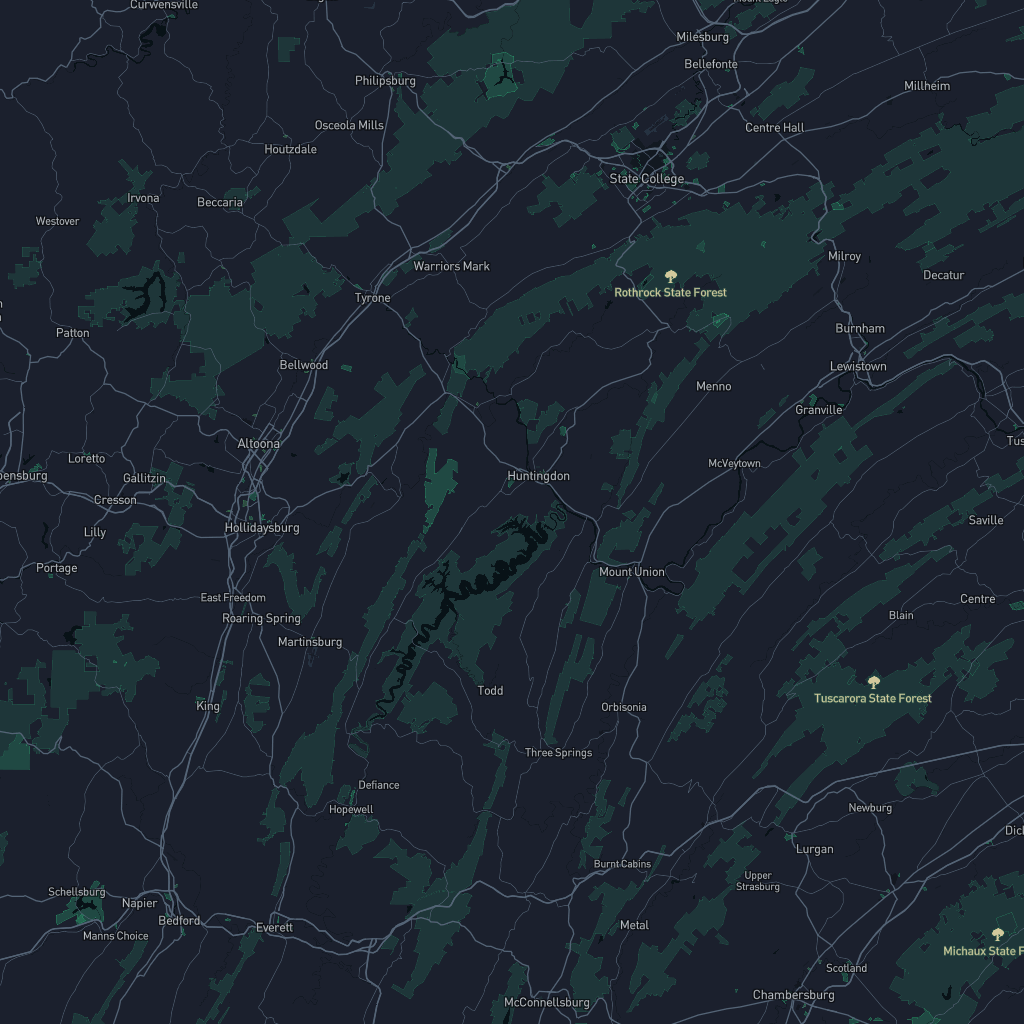 Curwensville
Milesburg
Bellefonte
Philipsburg
Millheim
Osceola Mills
Centre Hall
Houtzdale
State College
Irvona
Beccaria
Westover
Milroy
Warriors Mark
Decatur
Rothrock State Forest
Tyrone
Burnham
Patton
Bellwood
Lewistown
Menno
Granville
Altoona
Loretto
McVeytown
Gallitzin
Huntingdon
Cresson
Saville
Lilly
Hollidaysburg
Portage
Mount Union
East Freedom
Centre
Roaring Spring
Blain
Martinsburg
Todd
Tuscarora State Forest
King
Orbisonia
Three Springs
Defiance
Hopewell
Newburg
Lurgan
Burnt Cabins
Upper
Strasburg
Schellsburg
Napier
Bedford
Everett
Metal
Manns Choice
Michaux State F
Scotland
Chambersburg
McConnellsburg